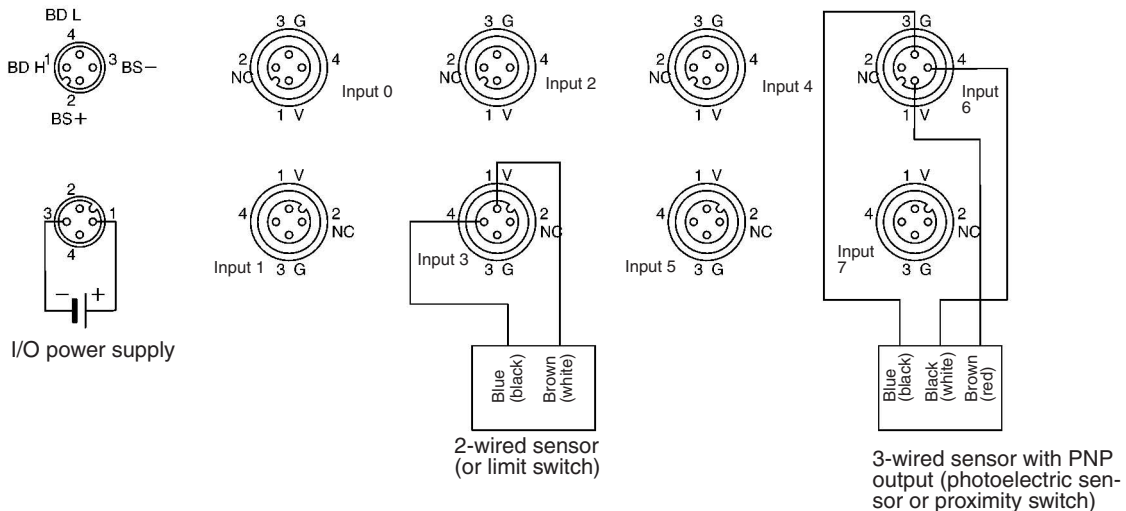 BD L
4
BD H
1
3
BS−
2
BS+
3 G
2
NC
4
Input 0
1 V
3 G
2
NC
4
Input 2
1 V
3 G
2
NC
4
Input 4
1 V
3 G
2
NC
4
Input
6
1 V
2
3
1
4
−
+
I/O power supply
1 V
4
2
NC
Input 1
3 G
1 V
4
2
NC
Input 3
3 G
1 V
4
2
NC
Input 5
3 G
1 V
4
2
NC
Input
7
3 G
Blue
(black)
Brown
(white)
2-wired sensor
(or limit switch)
Blue
(black)
Black
(white)
Brown
(red)
3-wired sensor with PNP
output (photoelectric sen-
sor or proximity switch)